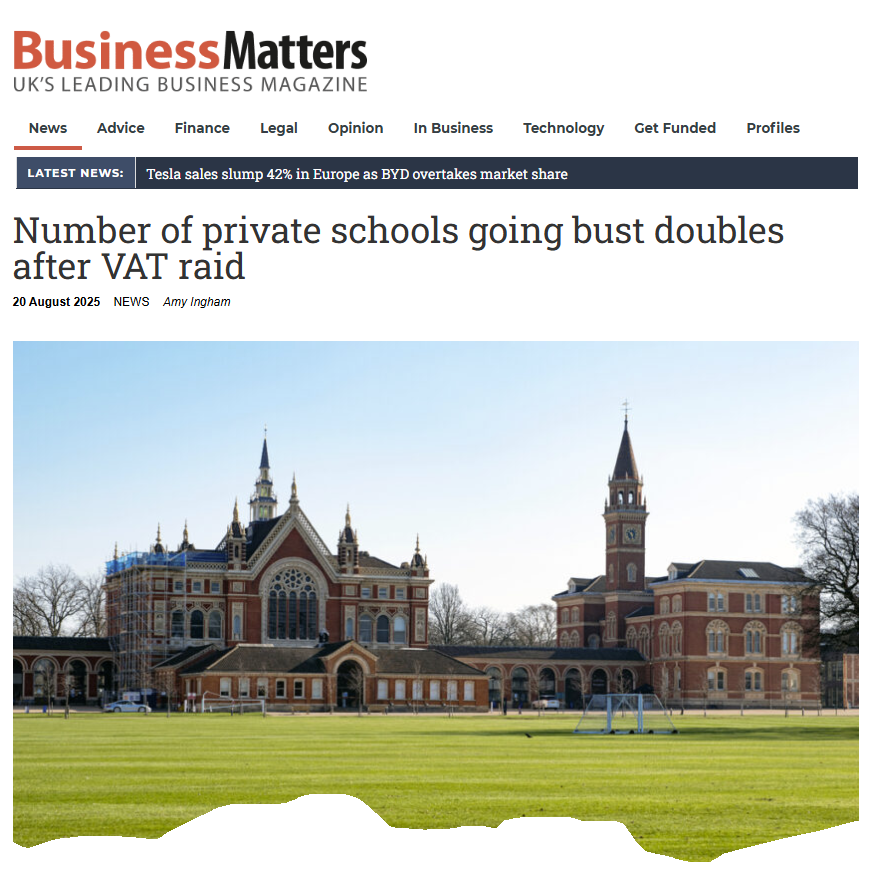 BusinessMatters
UK'S LEADING BUSINESS MAGAZINE
News Advice Finance Legal Opinion In Business Technology Get Funded Profiles
LATEST NEWS: Tesla sales slump 42% in Europe as BYD overtakes market share
Number of private schools going bust doubles
after VAT raid
20 August 2025 NEWS Amy Ingham